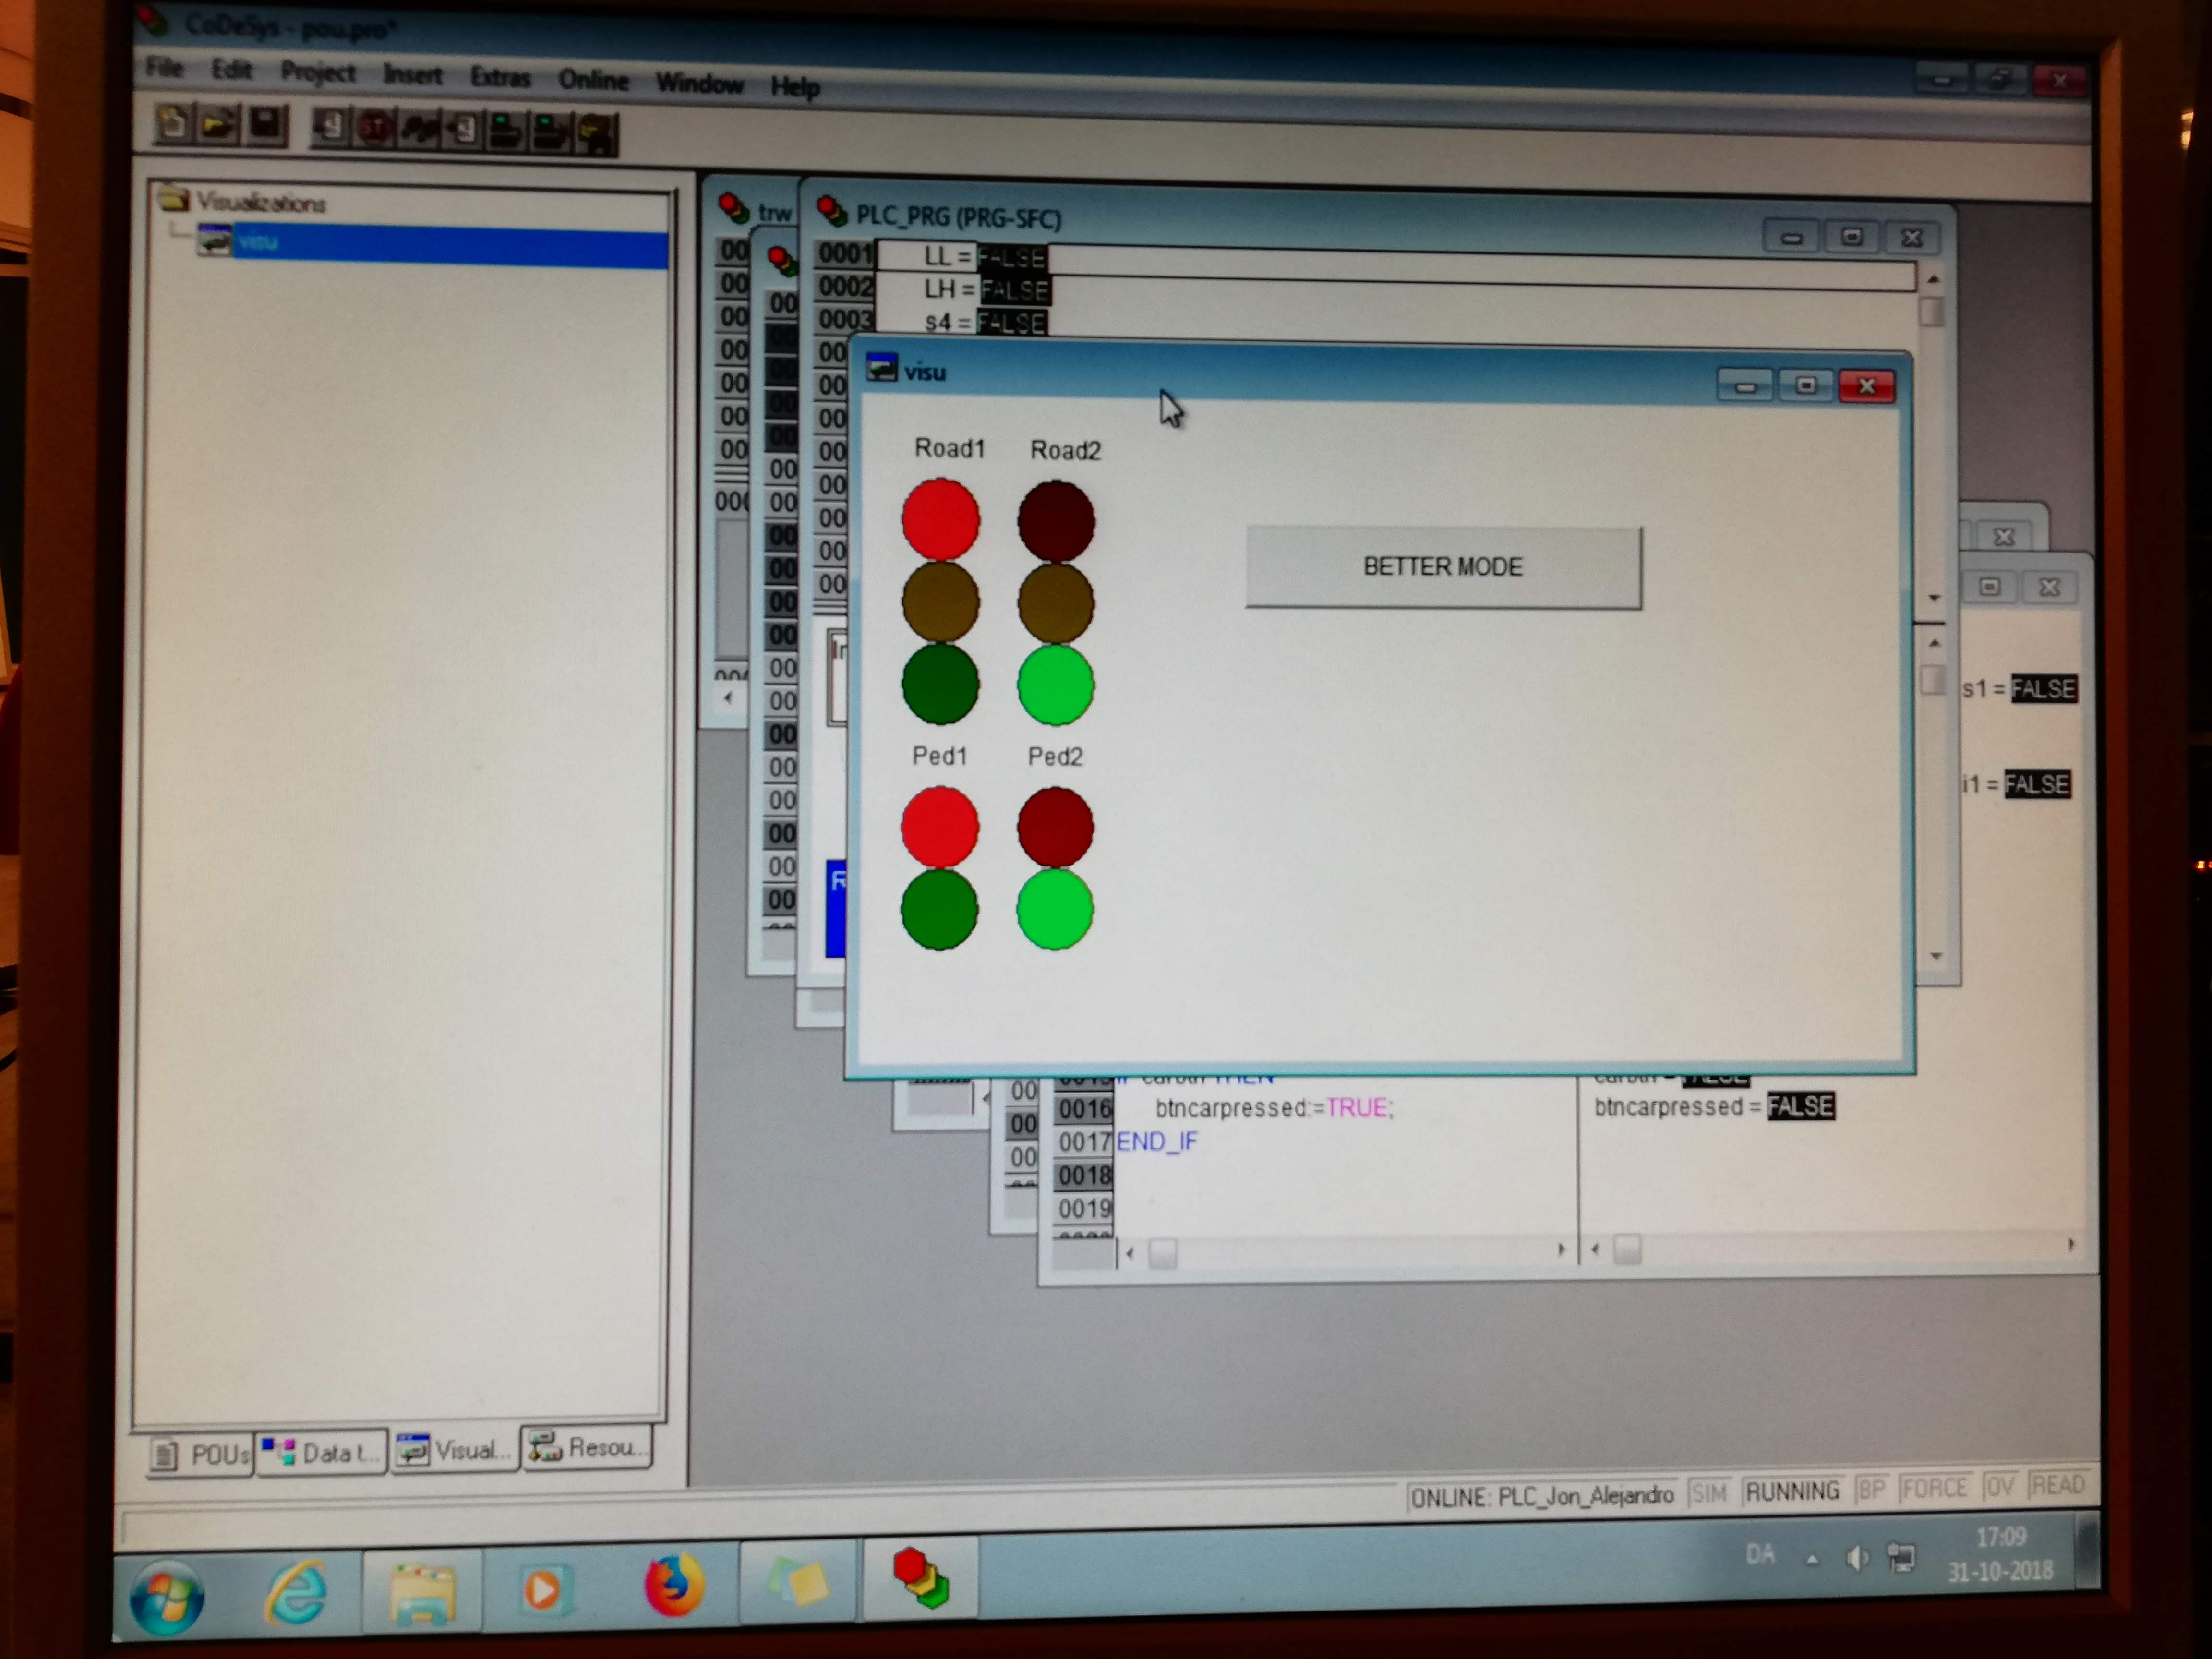 CoDeSys - pou.pro*
File Edit Project Insert Extras Online Window Help
Visualizations
visu
trw
PLC_PRG (PRG-SFC)
0001 LL = FALSE
0002 LH = FALSE
0003 s4 = FALSE
visu
Road1 Road2
BETTER MODE
Ped1 Ped2
s1 = FALSE
i1 = FALSE
0016 btncarpressed:=TRUE; btncarpressed = FALSE
0017 END_IF
0018
0019
POUs Data t... Visual... Resou...
ONLINE: PLC_Jon_Alejandro SIM RUNNING BP FORCE OV READ
DA 17:09
31-10-2018